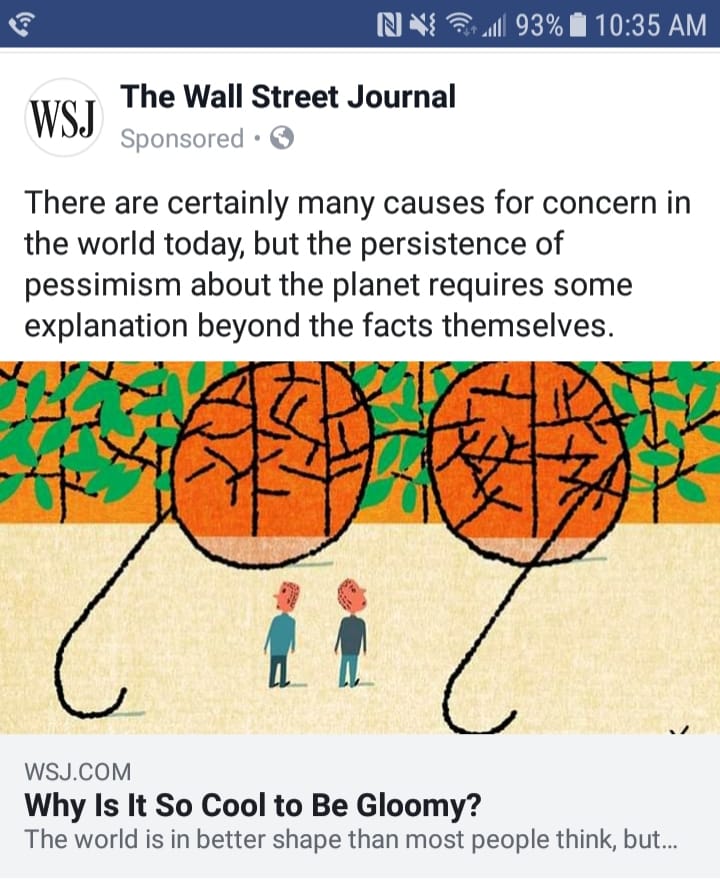 93% 10:35 AM
WSJ
The Wall Street Journal
Sponsored
There are certainly many causes for concern in
the world today, but the persistence of
pessimism about the planet requires some
explanation beyond the facts themselves.
WSJ.COM
Why Is It So Cool to Be Gloomy?
The world is in better shape than most people think, but...